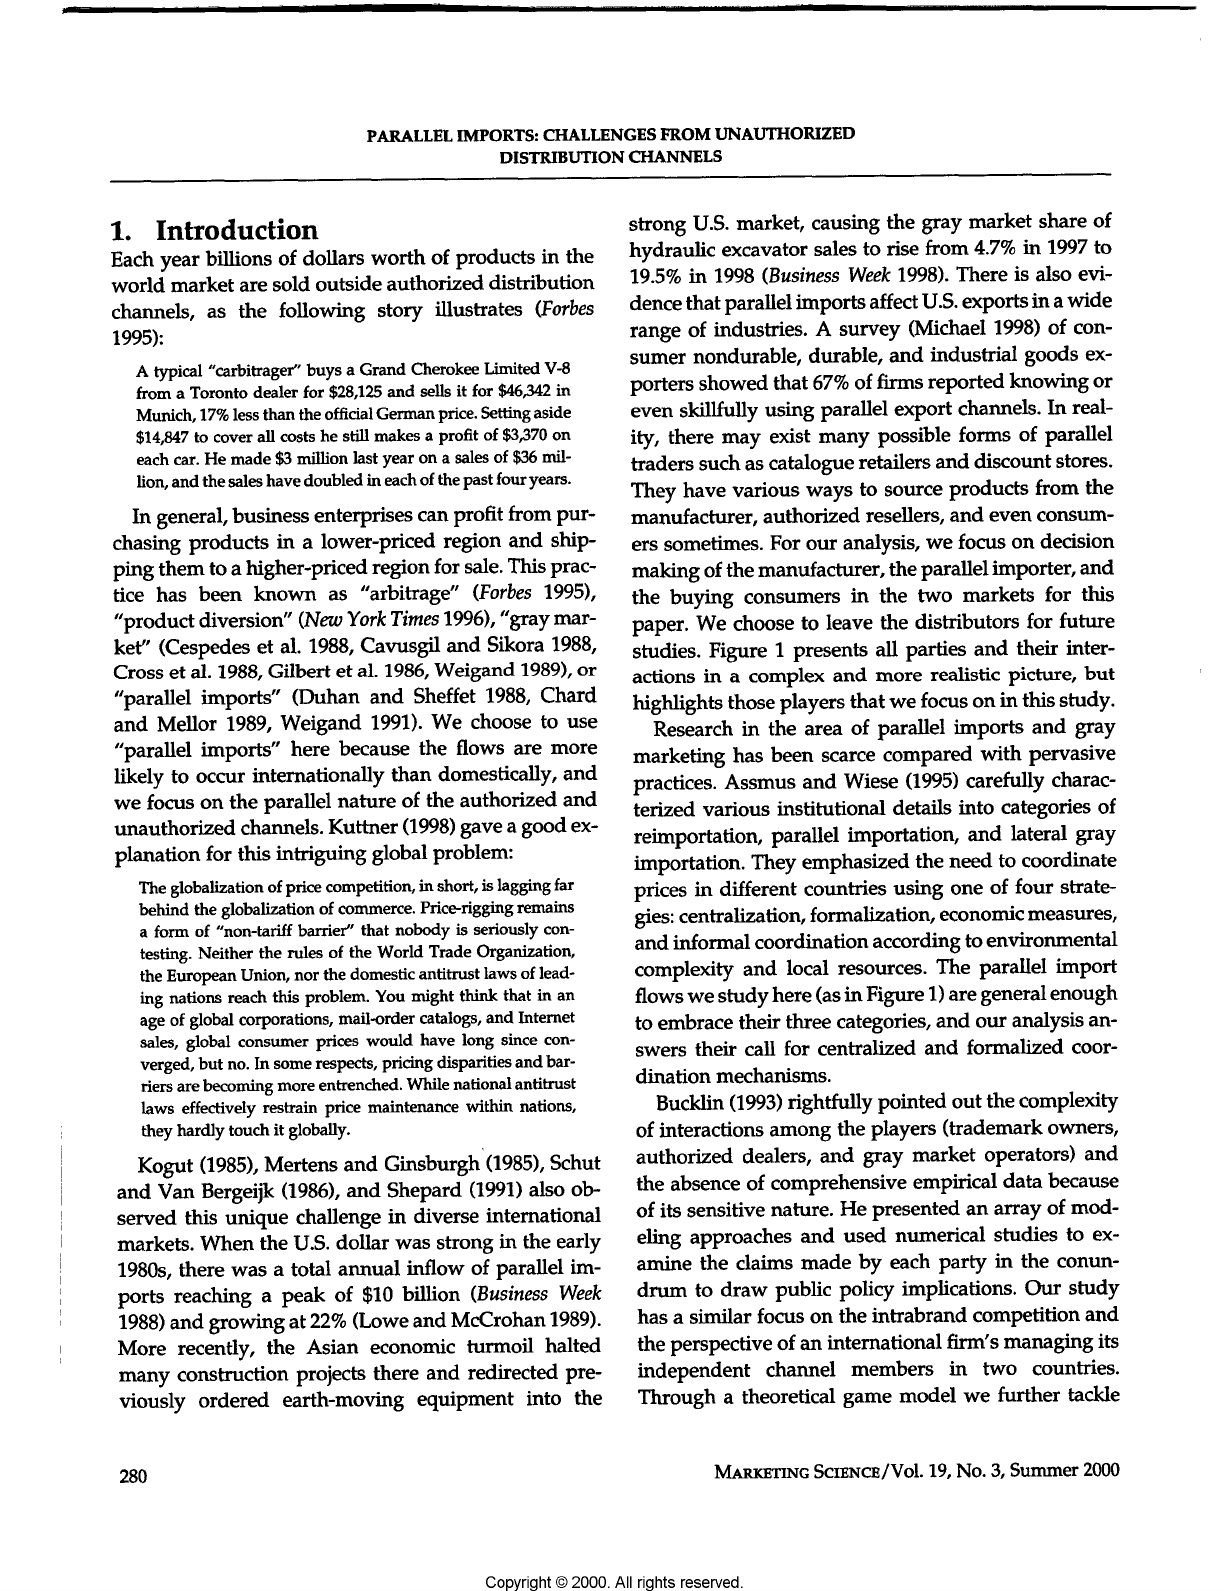 PARALLEL IMPORTS: CHALLENGES FROM UNAUTHORIZED
DISTRIBUTION CHANNELS
1. Introduction
Each year billions of dollars worth of products in the
world market are sold outside authorized distribution
channels, as the following story illustrates (Forbes
1995):
A typical "carbitrager" buys a Grand Cherokee Limited V-8
from a Toronto dealer for $28,125 and sells it for $46,342 in
Munich, 17% less than the official German price. Setting aside
$14,847 to cover all costs he still makes a profit of $3,370 on
each car. He made $3 million last year on a sales of $36 mil-
lion, and the sales have doubled in each of the past four years.
In general, business enterprises can profit from pur-
chasing products in a lower-priced region and ship-
ping them to a higher-priced region for sale. This prac-
tice has been known as "arbitrage" (Forbes 1995),
"product diversion" (New York Times 1996), "gray mar-
ket" (Cespedes et al. 1988, Cavusgil and Sikora 1988,
Cross et al. 1988, Gilbert et al. 1986, Weigand 1989), or
"parallel imports" (Duhan and Sheffet 1988, Chard
and Mellor 1989, Weigand 1991). We choose to use
"parallel imports" here because the flows are more
likely to occur internationally than domestically, and
we focus on the parallel nature of the authorized and
unauthorized channels. Kuttner (1998) gave a good ex-
planation for this intriguing global problem:
The globalization of price competition, in short, is lagging far
behind the globalization of commerce. Price-rigging remains
a form of "non-tariff barrier" that nobody is seriously con-
testing. Neither the rules of the World Trade Organization,
the European Union, nor the domestic antitrust laws of lead-
ing nations reach this problem. You might think that in an
age of global corporations, mail-order catalogs, and Internet
sales, global consumer prices would have long since con-
verged, but no. In some respects, pricing disparities and bar-
riers are becoming more entrenched. While national antitrust
laws effectively restrain price maintenance within nations,
they hardly touch it globally.
Kogut (1985), Mertens and Ginsburgh (1985), Schut
and Van Bergeijk (1986), and Shepard (1991) also ob-
served this unique challenge in diverse international
markets. When the U.S. dollar was strong in the early
1980s, there was a total annual inflow of parallel im-
ports reaching a peak of $10 billion (Business Week
1988) and growing at 22% (Lowe and McCrohan 1989).
More recently, the Asian economic turmoil halted
many construction projects there and redirected pre-
viously ordered earth-moving equipment into the
strong U.S. market, causing the gray market share of
hydraulic excavator sales to rise from 4.7% in 1997 to
19.5% in 1998 (Business Week 1998). There is also evi-
dence that parallel imports affect U.S. exports in a wide
range of industries. A survey (Michael 1998) of con-
sumer nondurable, durable, and industrial goods ex-
porters showed that 67% of firms reported knowing or
even skillfully using parallel export channels. In real-
ity, there may exist many possible forms of parallel
traders such as catalogue retailers and discount stores.
They have various ways to source products from the
manufacturer, authorized resellers, and even consum-
ers sometimes. For our analysis, we focus on decision
making of the manufacturer, the parallel importer, and
the buying consumers in the two markets for this
paper. We choose to leave the distributors for future
studies. Figure 1 presents all parties and their inter-
actions in a complex and more realistic picture, but
highlights those players that we focus on in this study.
Research in the area of parallel imports and gray
marketing has been scarce compared with pervasive
practices. Assmus and Wiese (1995) carefully charac-
terized various institutional details into categories of
reimportation, parallel importation, and lateral gray
importation. They emphasized the need to coordinate
prices in different countries using one of four strate-
gies: centralization, formalization, economic measures,
and informal coordination according to environmental
complexity and local resources. The parallel import
flows we study here (as in Figure 1) are general enough
to embrace their three categories, and our analysis an-
swers their call for centralized and formalized coor-
dination mechanisms.
Bucklin (1993) rightfully pointed out the complexity
of interactions among the players (trademark owners,
authorized dealers, and gray market operators) and
the absence of comprehensive empirical data because
of its sensitive nature. He presented an array of mod-
eling approaches and used numerical studies to ex-
amine the claims made by each party in the conun-
drum to draw public policy implications. Our study
has a similar focus on the intrabrand competition and
the perspective of an international firm's managing its
independent channel members in two countries.
Through a theoretical game model we further tackle
280
MARKETING SCIENCE/Vol. 19, No. 3, Summer 2000
Copyright © 2000. All rights reserved.